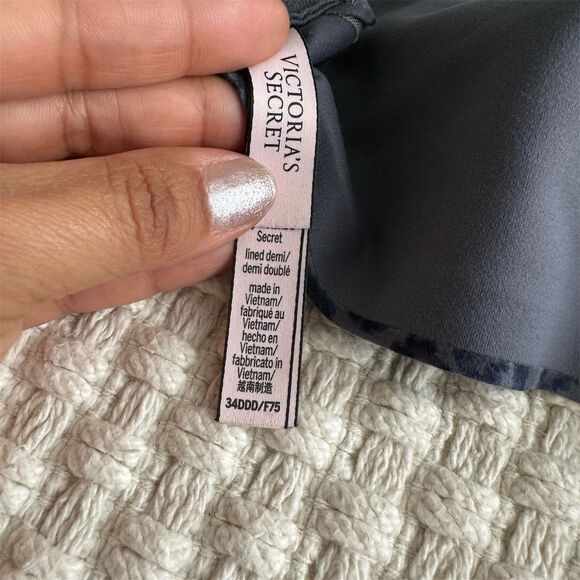 VICTORIA'S
SECRET
Secret
lined demi/
demi doublé
made in
Vietnam/
fabriqué au
Vietnam/
hecho en
Vietnam/
fabbricato in
Vietnam/
越南制造
34DDD/F75